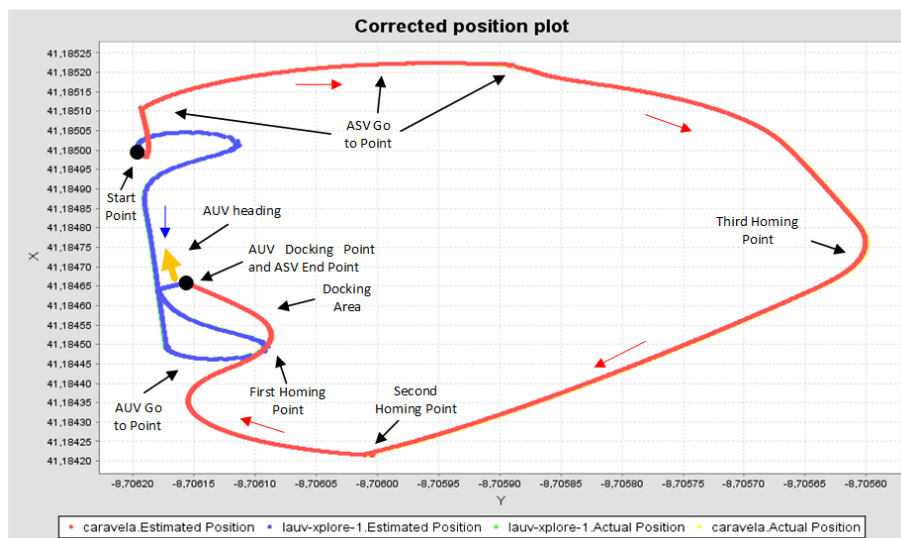 Corrected position plot
41,18525
41,18520
41,18515
41,18510
41,18505
41,18500
41,18495
41,18490
41,18485
41,18480
41,18475
41,18470
41,18465
41,18460
41,18455
41,18450
41,18445
41,18440
41,18435
41,18430
41,18425
41,18420
X
ASV Go
to Point
Start
Point
AUV heading
AUV Docking Point
and ASV End Point
Docking
Area
Third Homing
Point
AUV Go
to Point
First Homing
Point
Second
Homing Point
-8,70620 -8,70615 -8,70610 -8,70605 -8,70600 -8,70595 -8,70590 -8,70585 -8,70580 -8,70575 -8,70570 -8,70565 -8,70560
Y
caravela.Estimated Position lauv-xplore-1.Estimated Position lauv-xplore-1.Actual Position caravela.Actual Position